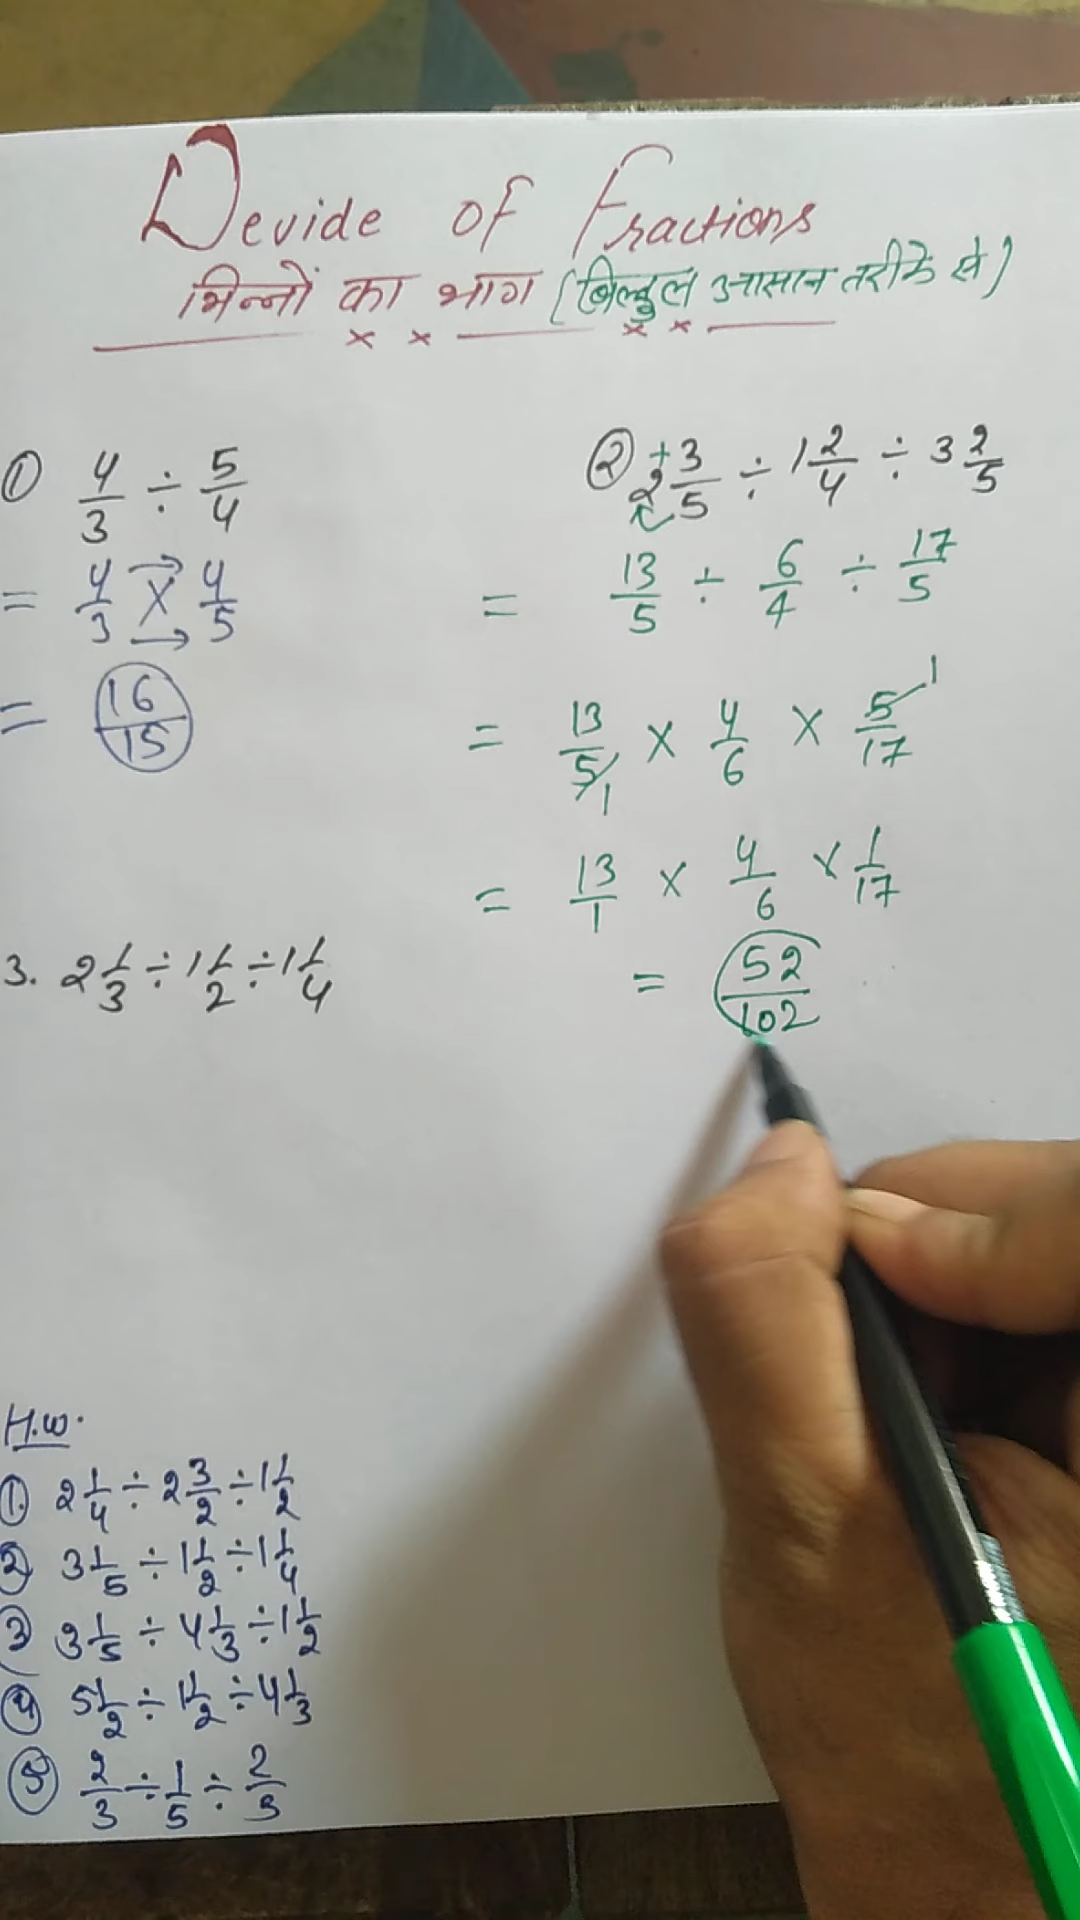 Devide of Fractions
भिन्नों का भाग (बिल्कुल आसान तरीके से)
① 4/3 ÷ 5/4
= 4/3 × 4/5
= 16/15
② 2 3/5 ÷ 1 2/4 ÷ 3 2/5
= 13/5 ÷ 6/4 ÷ 17/5
= 13/5 × 4/6 × 5/17
= 13/1 × 4/6 × 1/17
= 52/102
3. 2 1/3 ÷ 1 1/2 ÷ 1 1/4
H.W.
① 2 1/4 ÷ 2 3/2 ÷ 1 1/2
② 3 1/5 ÷ 1 1/2 ÷ 1 1/4
③ 3 1/5 ÷ 4 1/3 ÷ 1 1/2
④ 5 1/2 ÷ 1 1/2 ÷ 4 1/3
⑤ 2/3 ÷ 1/5 ÷ 2/3